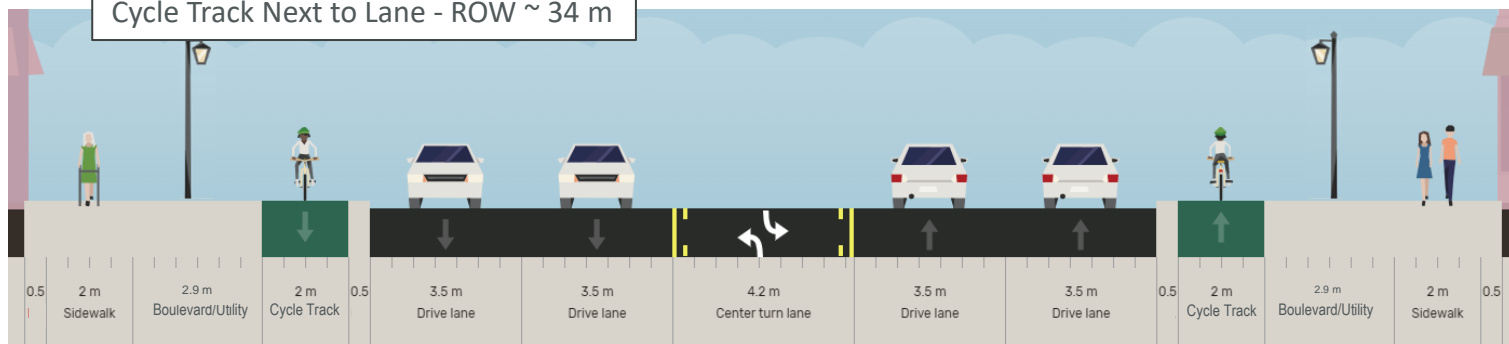 Cycle Track Next to Lane - ROW ~ 34 m
0.5
2 m
Sidewalk
2.9 m
Boulevard/Utility
2 m
Cycle Track
0.5
3.5 m
Drive lane
3.5 m
Drive lane
4.2 m
Center turn lane
3.5 m
Drive lane
3.5 m
Drive lane
0.5
2 m
Cycle Track
2.9 m
Boulevard/Utility
2 m
Sidewalk
0.5